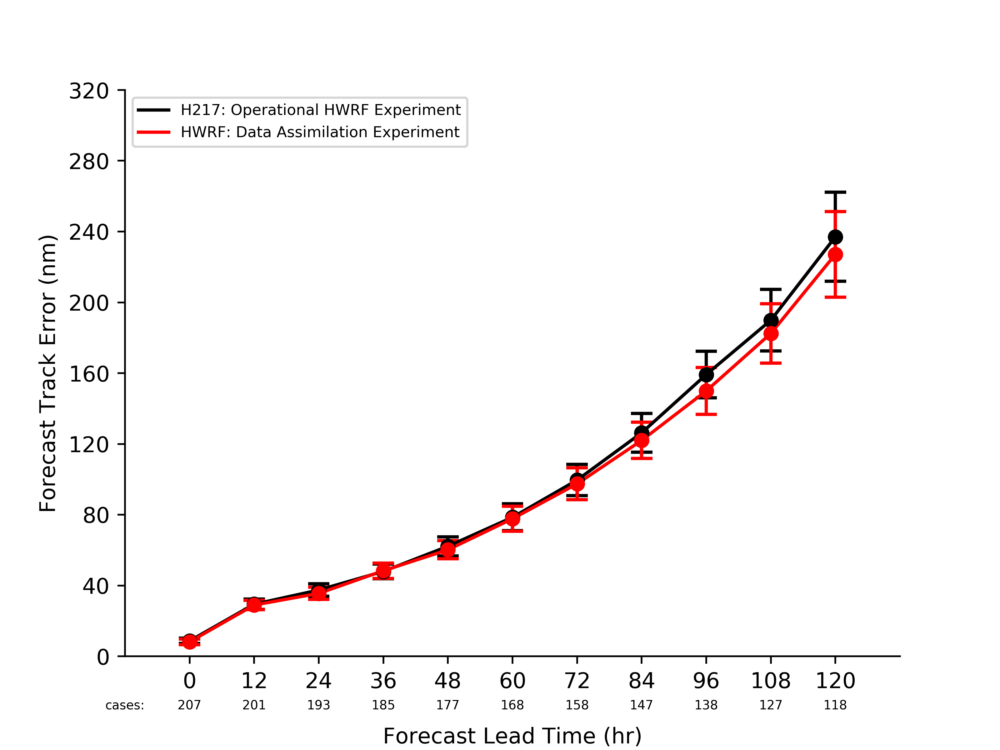 320
H217: Operational HWRF Experiment
HWRF: Data Assimilation Experiment
280
240
200
160
120
80
40
0
Forecast Track Error (nm)
0 12 24 36 48 60 72 84 96 108 120
cases: 207 201 193 185 177 168 158 147 138 127 118
Forecast Lead Time (hr)